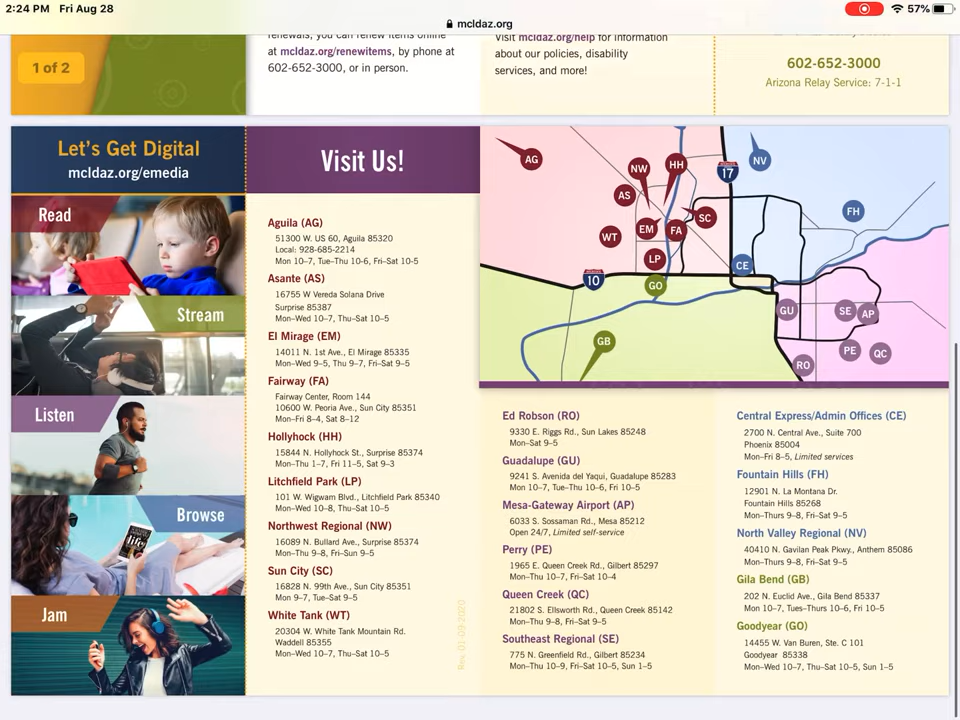 2:24 PM Fri Aug 28
57%
mcldaz.org
at mcldaz.org/renewitems, by phone at
602-652-3000, or in person.
1 of 2
Visit mcldaz.org/help for information
about our policies, disability
services, and more!
602-652-3000
Arizona Relay Service: 7-1-1
Let's Get Digital
mcldaz.org/emedia
Read
Stream
Listen
Browse
Jam
Visit Us!
Aguila (AG)
51300 W. US 60, Aguila 85320
Local: 928-685-2214
Mon 10–7, Tue–Thu 10-6, Fri–Sat 10-5
Asante (AS)
16755 W Vereda Solana Drive
Surprise 85387
Mon–Wed 10–7, Thu–Sat 10–5
El Mirage (EM)
14011 N. 1st Ave., El Mirage 85335
Mon–Wed 9–5, Thu 9–7, Fri–Sat 9–5
Fairway (FA)
Fairway Center, Room 144
10600 W. Peoria Ave., Sun City 85351
Mon–Fri 8–4, Sat 8–12
Hollyhock (HH)
15844 N. Hollyhock St., Surprise 85374
Mon–Thu 1–7, Fri 11–5, Sat 9–3
Litchfield Park (LP)
101 W. Wigwam Blvd., Litchfield Park 85340
Mon–Wed 10–8, Thu–Sat 10–5
Northwest Regional (NW)
16089 N. Bullard Ave., Surprise 85374
Mon–Thu 9–8, Fri–Sun 9–5
Sun City (SC)
16828 N. 99th Ave., Sun City 85351
Mon 9–7, Tue–Sat 9–5
White Tank (WT)
20304 W. White Tank Mountain Rd.
Waddell 85355
Mon–Wed 10–7, Thu–Sat 10–5
Rev. 01-09-2020
AG
NW
HH
17
NV
AS
SC
FH
WT
EM
FA
LP
CE
10
GO
GU
SE
AP
GB
PE
QC
RO
Ed Robson (RO)
9330 E. Riggs Rd., Sun Lakes 85248
Mon–Sat 9–5
Guadalupe (GU)
9241 S. Avenida del Yaqui, Guadalupe 85283
Mon 10–7, Tue–Thu 10–6, Fri 10–5
Mesa-Gateway Airport (AP)
6033 S. Sossaman Rd., Mesa 85212
Open 24/7, Limited self-service
Perry (PE)
1965 E. Queen Creek Rd., Gilbert 85297
Mon–Thu 10–7, Fri–Sat 10–4
Queen Creek (QC)
21802 S. Ellsworth Rd., Queen Creek 85142
Mon–Thu 9–8, Fri–Sat 9–5
Southeast Regional (SE)
775 N. Greenfield Rd., Gilbert 85234
Mon–Thu 10–9, Fri–Sat 10–5, Sun 1–5
Central Express/Admin Offices (CE)
2700 N. Central Ave., Suite 700
Phoenix 85004
Mon–Fri 8–5, Limited services
Fountain Hills (FH)
12901 N. La Montana Dr.
Fountain Hills 85268
Mon–Thurs 9–8, Fri–Sat 9–5
North Valley Regional (NV)
40410 N. Gavilan Peak Pkwy., Anthem 85086
Mon–Thurs 9–8, Fri–Sat 9–5
Gila Bend (GB)
202 N. Euclid Ave., Gila Bend 85337
Mon 10–7, Tues–Thurs 10–6, Fri 10–5
Goodyear (GO)
14455 W. Van Buren, Ste. C 101
Goodyear 85338
Mon–Wed 10–7, Thu–Sat 10–5, Sun 1–5